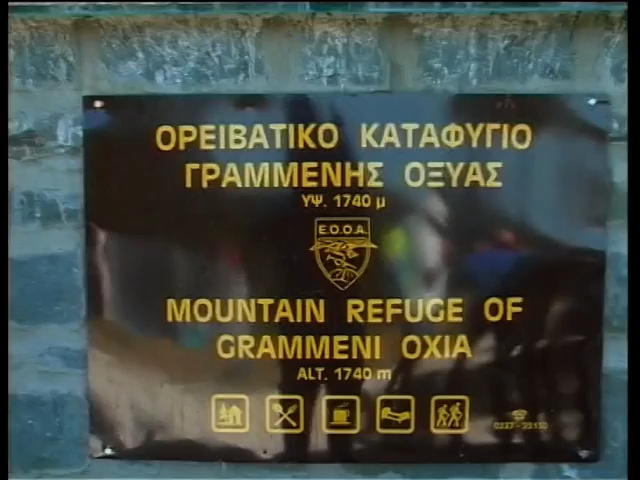 ΟΡΕΙΒΑΤΙΚΟ ΚΑΤΑΦΥΓΙΟ
ΓΡΑΜΜΕΝΗΣ ΟΞΥΑΣ
ΥΨ. 1740 μ
Ε.Ο.Ο.Α.
MOUNTAIN REFUGE OF
GRAMMENI OXIA
ALT. 1740 m